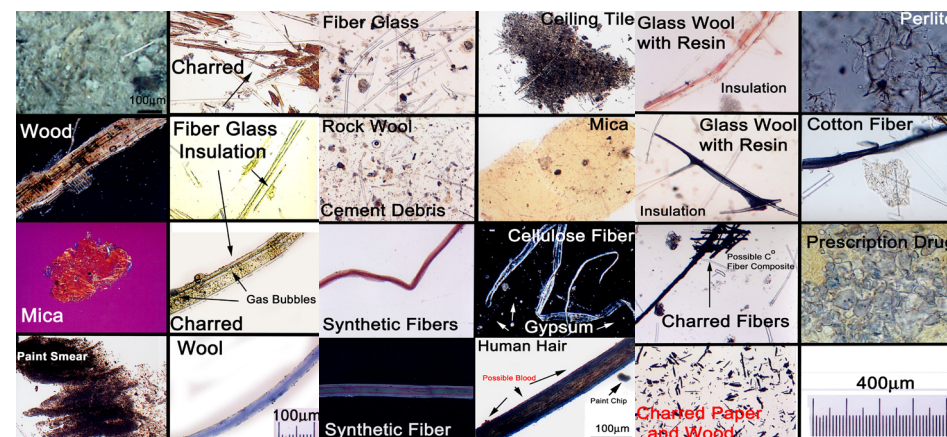 100µm
Charred
Fiber Glass
Ceiling Tile
Glass Wool
with Resin
Insulation
Perlite
Wood
Fiber Glass
Insulation
Rock Wool
Cement Debris
Mica
Glass Wool
with Resin
Insulation
Cotton Fiber
Mica
Gas Bubbles
Charred
Synthetic Fibers
Cellulose Fiber
Gypsum
Possible C°
Fiber Composite
Charred Fibers
Prescription Drug
Paint Smear
Wool
100µm
Synthetic Fiber
Human Hair
Possible Blood
Paint Chip
100µm
Charred Paper
and Wood
400µm